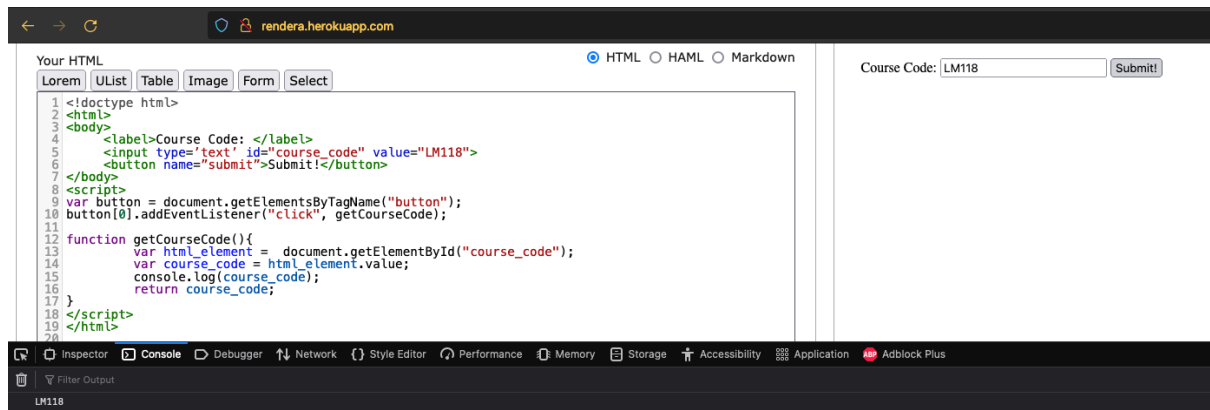 rendera.herokuapp.com
Your HTML
HTML HAML Markdown
Lorem UList Table Image Form Select
1 <!doctype html>
2 <html>
3 <body>
4 <label>Course Code: </label>
5 <input type='text' id="course_code" value="LM118">
6 <button name=”submit”>Submit!</button>
7 </body>
8 <script>
9 var button = document.getElementsByTagName("button");
10 button[0].addEventListener("click", getCourseCode);
11
12 function getCourseCode(){
13 var html_element = document.getElementById("course_code");
14 var course_code = html_element.value;
15 console.log(course_code);
16 return course_code;
17 }
18 </script>
19 </html>
20
Course Code: LM118 Submit!
Inspector Console Debugger Network {} Style Editor Performance Memory Storage Accessibility Application ABP Adblock Plus
Filter Output
LM118